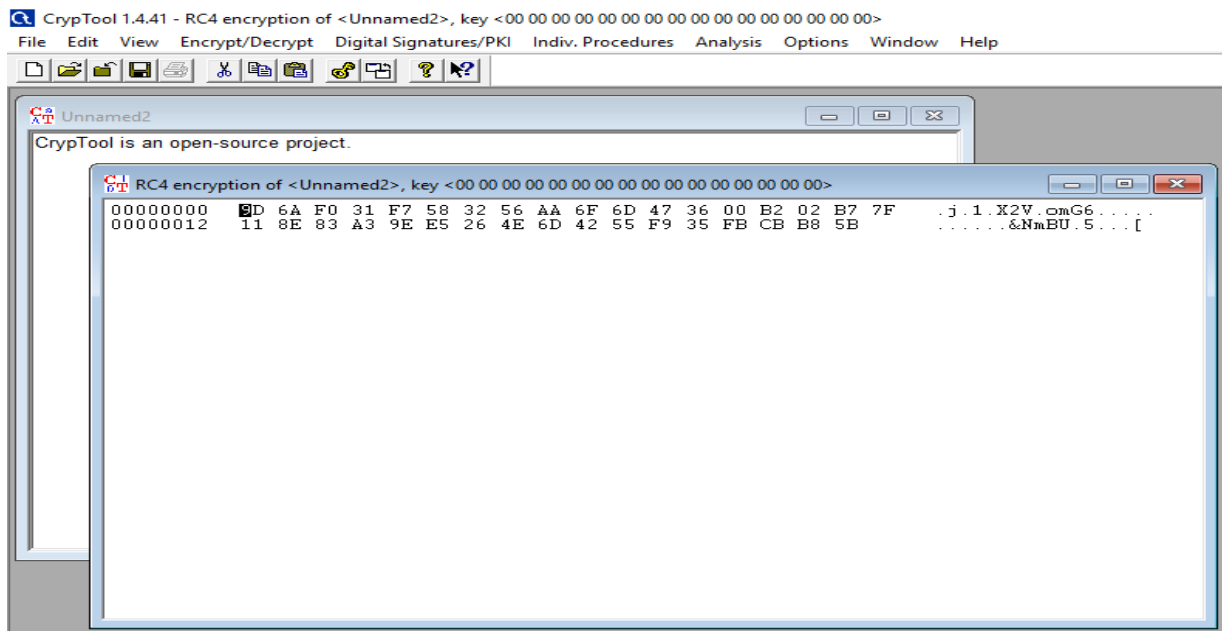 CrypTool 1.4.41 - RC4 encryption of <Unnamed2>, key <00 00 00 00 00 00 00 00 00 00 00 00 00 00 00 00>
File Edit View Encrypt/Decrypt Digital Signatures/PKI Indiv. Procedures Analysis Options Window Help
Unnamed2
CrypTool is an open-source project.
RC4 encryption of <Unnamed2>, key <00 00 00 00 00 00 00 00 00 00 00 00 00 00 00 00>
00000000 9D 6A F0 31 F7 58 32 56 AA 6F 6D 47 36 00 B2 02 B7 7F .j.1.X2V.omG6.....
00000012 11 8E 83 A3 9E E5 26 4E 6D 42 55 F9 35 FB CB B8 5B ......&NmBU.5...[